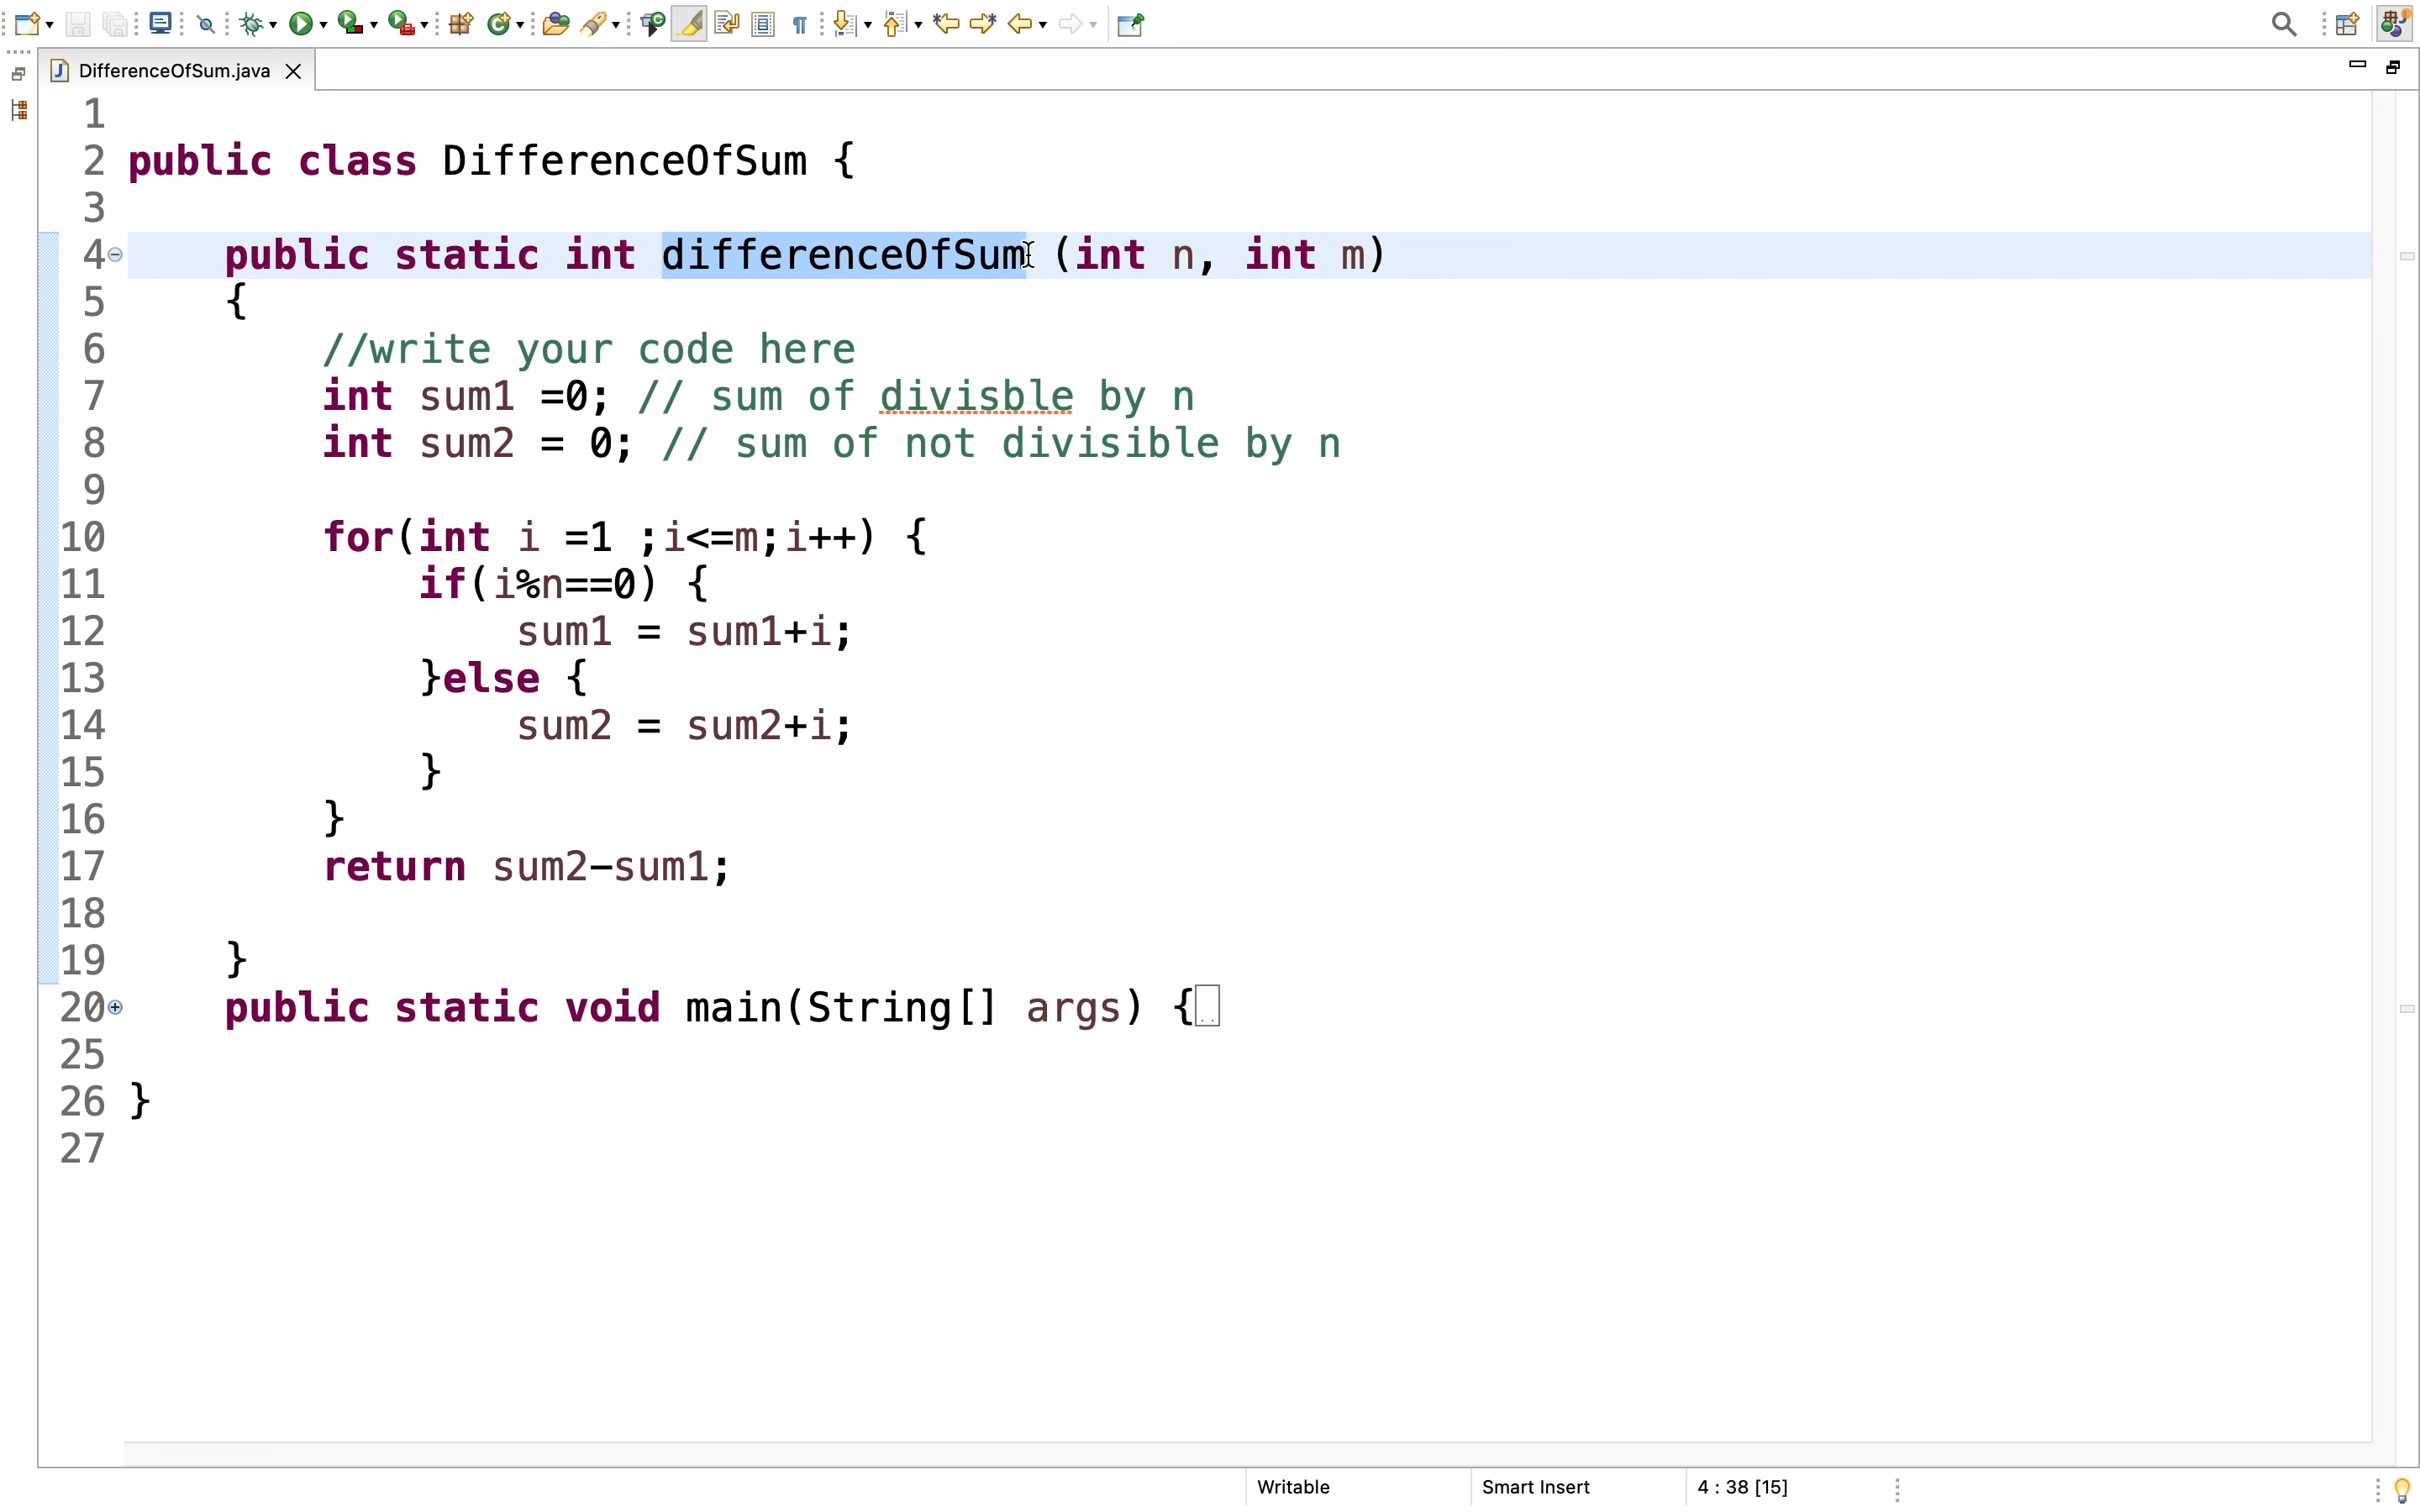 DifferenceOfSum.java
1
2 public class DifferenceOfSum {
3
4 public static int differenceOfSum (int n, int m)
5 {
6 //write your code here
7 int sum1 =0; // sum of divisble by n
8 int sum2 = 0; // sum of not divisible by n
9
10 for(int i =1 ;i<=m;i++) {
11 if(i%n==0) {
12 sum1 = sum1+i;
13 }else {
14 sum2 = sum2+i;
15 }
16 }
17 return sum2-sum1;
18
19 }
20 public static void main(String[] args) {
25
26 }
27
Writable Smart Insert 4 : 38 [15]